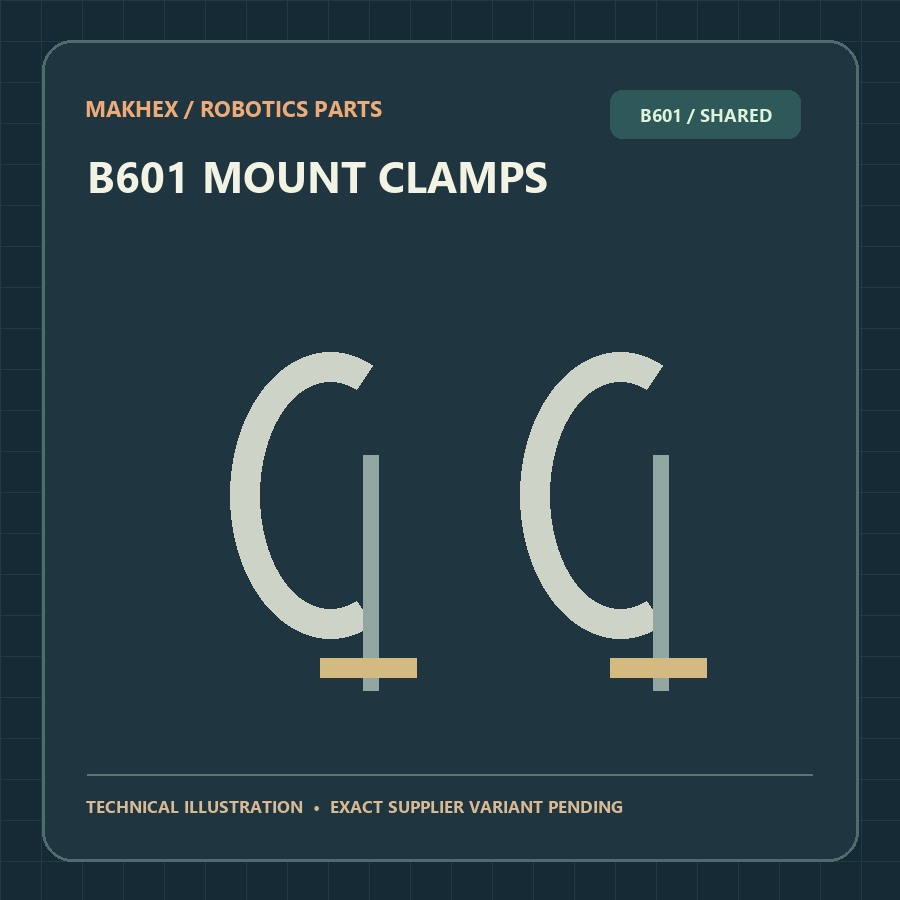 MAKHEX / ROBOTICS PARTS
B601 / SHARED
B601 MOUNT CLAMPS
TECHNICAL ILLUSTRATION • EXACT SUPPLIER VARIANT PENDING